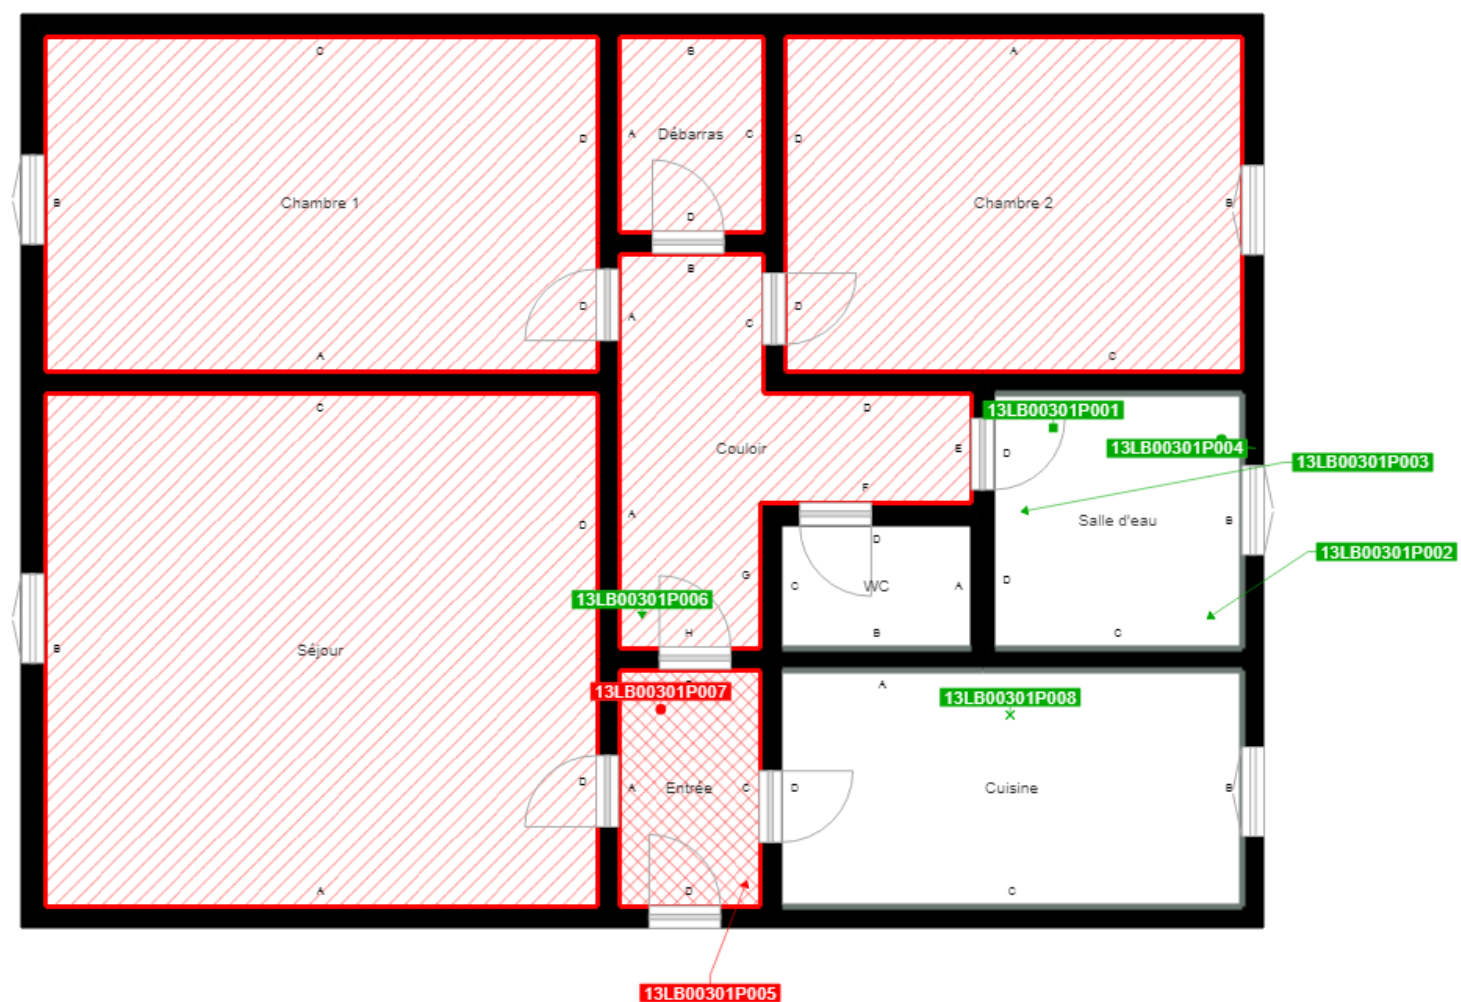 C
B
A
D
A
Débarras
C
D
Chambre 1
B
Chambre 2
B
D
B
D
D
A
C
A
C
C
D
13LB00301P001
13LB00301P004
13LB00301P003
Couloir
E
D
F
A
Salle d'eau
B
D
D
13LB00301P002
G
C
WC
A
D
13LB00301P006
H
B
C
B
Séjour
13LB00301P007
A
13LB00301P008
D
A
Entrée
C
D
Cuisine
B
A
D
C
13LB00301P005